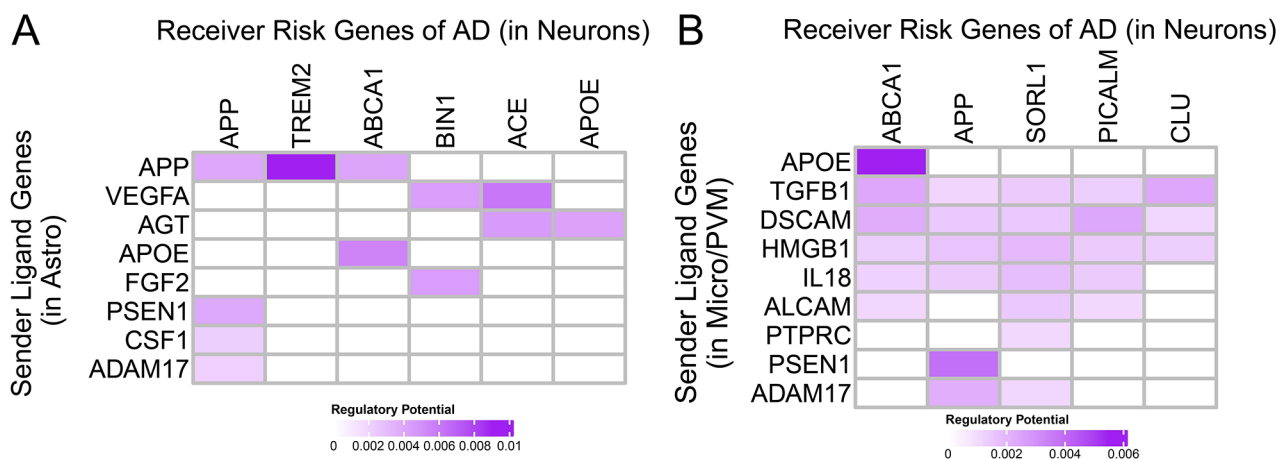 A
Receiver Risk Genes of AD (in Neurons)
APP
TREM2
ABCA1
BIN1
ACE
APOE
Sender Ligand Genes
(in Astro)
APP
VEGFA
AGT
APOE
FGF2
PSEN1
CSF1
ADAM17
Regulatory Potential
0 0.002 0.004 0.006 0.008 0.01
B
Receiver Risk Genes of AD (in Neurons)
ABCA1
APP
SORL1
PICALM
CLU
Sender Ligand Genes
(in Micro/PVM)
APOE
TGFB1
DSCAM
HMGB1
IL18
ALCAM
PTPRC
PSEN1
ADAM17
Regulatory Potential
0 0.002 0.004 0.006